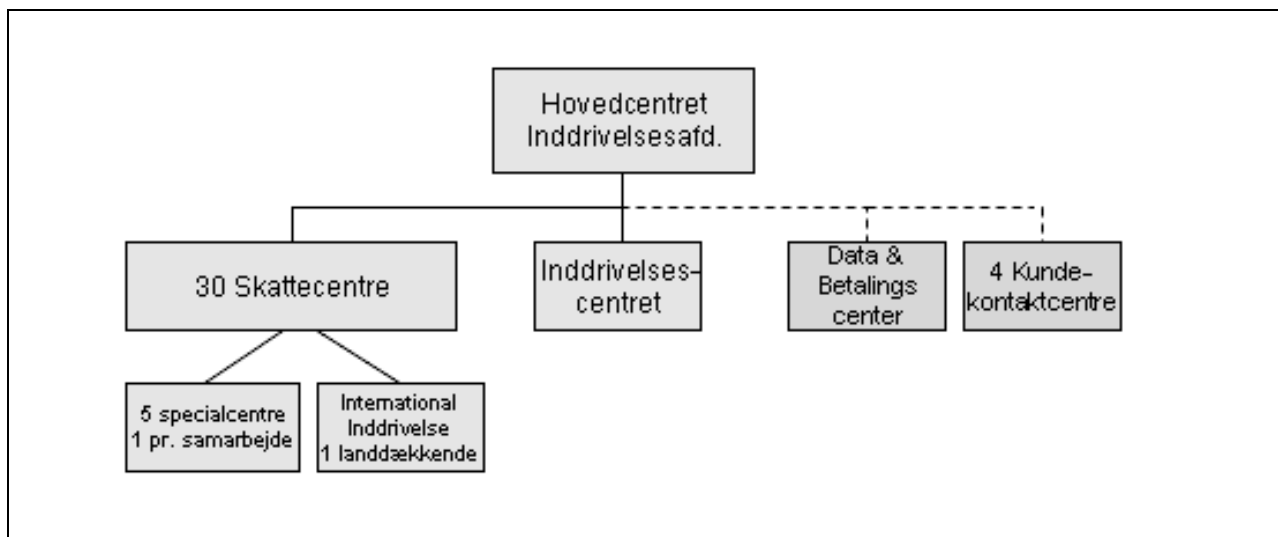 Hovedcentret
Inddrivelsesafd.
30 Skattecentre
Inddrivelses-
centret
Data &
Betalings
center
4 Kunde-
kontaktcentre
5 specialcentre
1 pr. samarbejde
International
Inddrivelse
1 landdækkende